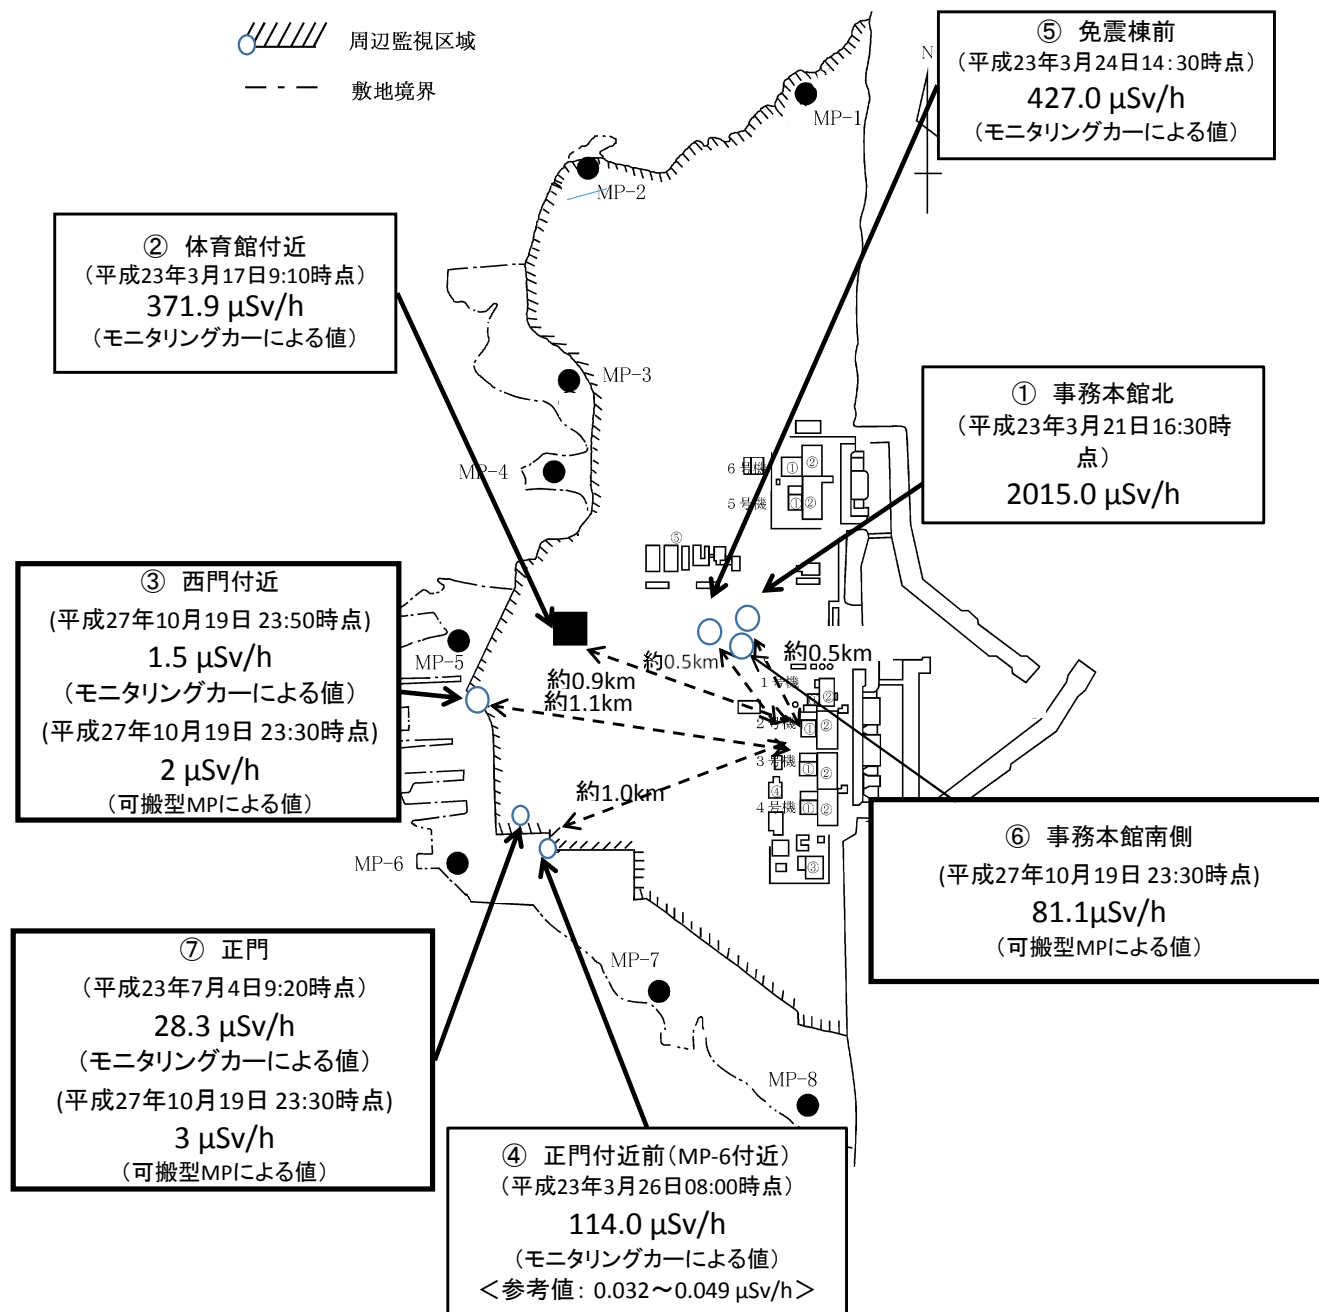 周辺監視区域
敷地境界
⑤ 免震棟前
（平成23年3月24日14:30時点）
427.0 μSv/h
（モニタリングカーによる値）
N
MP-1
MP-2
② 体育館付近
（平成23年3月17日9:10時点）
371.9 μSv/h
（モニタリングカーによる値）
MP-3
① 事務本館北
（平成23年3月21日16:30時
点）
2015.0 μSv/h
MP-4
6号機
①
②
5号機
①
②
⑤
③ 西門付近
(平成27年10月19日 23:50時点)
1.5 μSv/h
（モニタリングカーによる値）
(平成27年10月19日 23:30時点)
2 μSv/h
（可搬型MPによる値）
MP-5
約0.5km
約0.5km
約0.9km
約1.1km
1号機
②
2号機
①
②
3号機
①
②
④
4号機
①
②
③
約1.0km
MP-6
⑥ 事務本館南側
(平成27年10月19日 23:30時点)
81.1μSv/h
（可搬型MPによる値）
⑦ 正門
（平成23年7月4日9:20時点）
28.3 μSv/h
（モニタリングカーによる値）
(平成27年10月19日 23:30時点)
3 μSv/h
（可搬型MPによる値）
MP-7
MP-8
④ 正門付近前（MP-6付近）
（平成23年3月26日08:00時点）
114.0 μSv/h
（モニタリングカーによる値）
＜参考値: 0.032～0.049 μSv/h＞